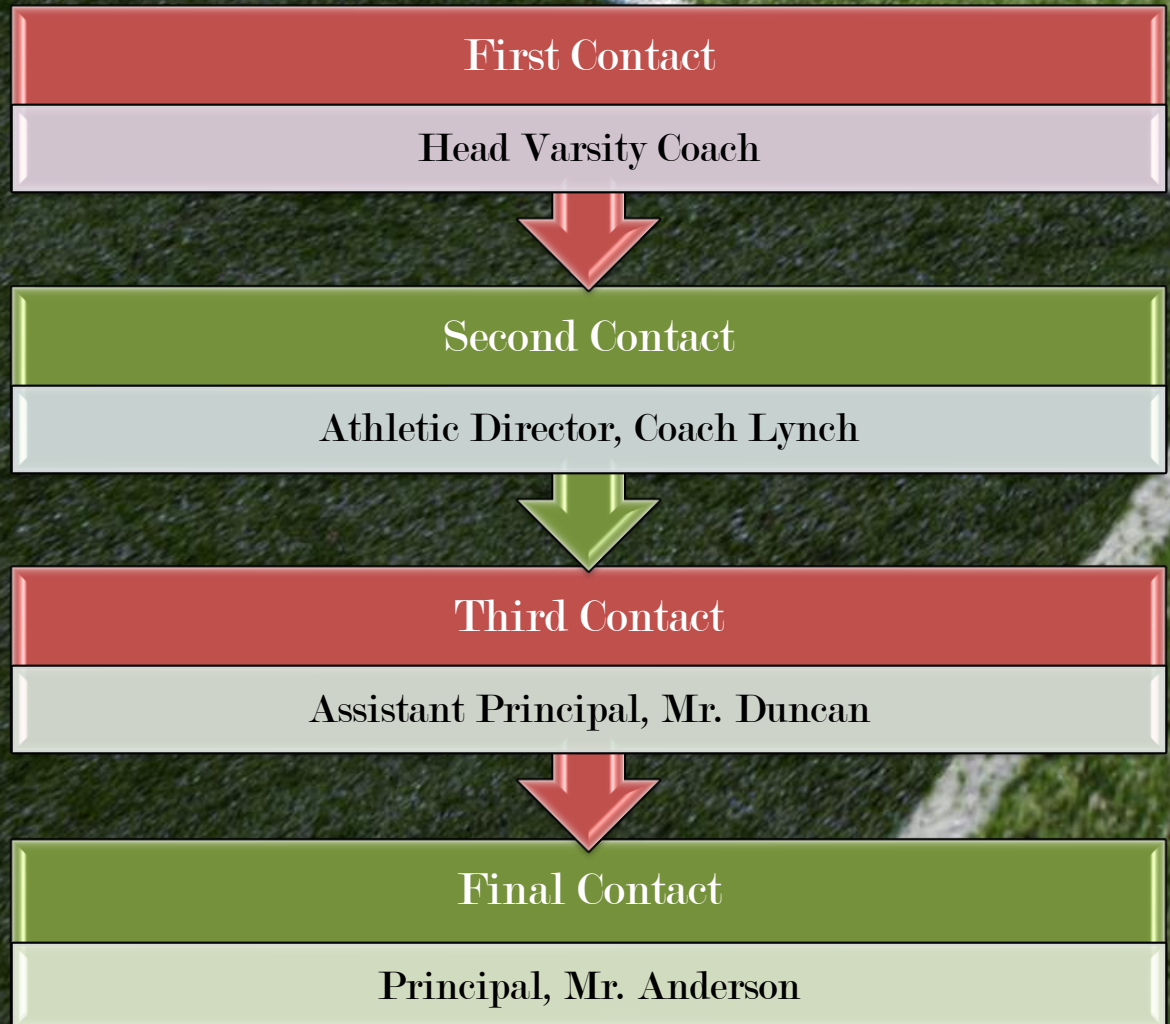 First Contact
Head Varsity Coach
Second Contact
Athletic Director, Coach Lynch
Third Contact
Assistant Principal, Mr. Duncan
Final Contact
Principal, Mr. Anderson